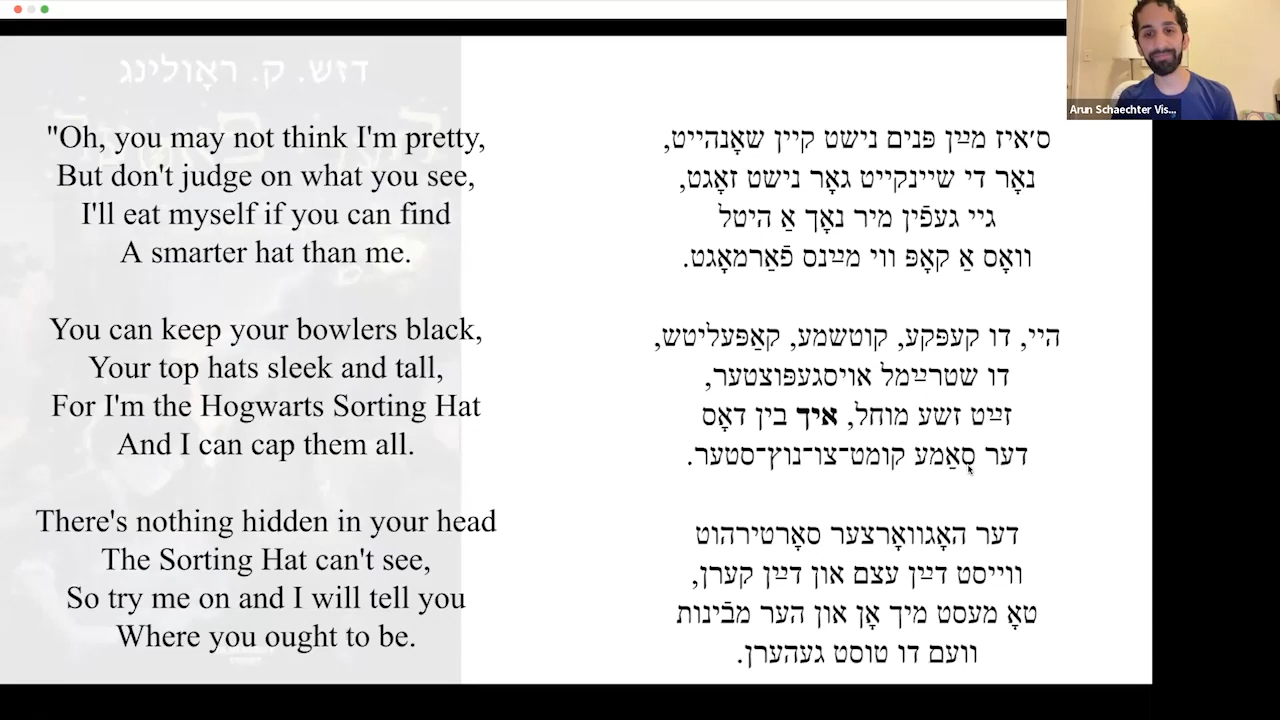 דזש. ק. ראָולינג
"Oh, you may not think I'm pretty,
But don't judge on what you see,
I'll eat myself if you can find
A smarter hat than me.
You can keep your bowlers black,
Your top hats sleek and tall,
For I'm the Hogwarts Sorting Hat
And I can cap them all.
There's nothing hidden in your head
The Sorting Hat can't see,
So try me on and I will tell you
Where you ought to be.
ס׳איז מײַן פּנים נישט קיין שאָנהייט,
נאָר די שיינקייט גאָר נישט זאָגט,
גיי געפֿין מיר נאָך אַ היטל
וואָס אַ קאָפּ ווי מײַנס פֿאַרמאָגט.
היי, דו קעפּקע, קוטשמע, קאַפּעליטש,
דו שטרײַמל אויסגעפּוצטער,
זײַט זשע מוחל, איך בין דאָס
דער סאַמע קומט־צו־נוץ־סטער.
דער האָגוואָרצער סאָרטירהוט
ווייסט דײַן עצם און דײַן קערן,
טאָ מעסט מיך אָן און הער מבֿינות
וועם דו טוסט געהערן.
Arun Schaechter Vis...